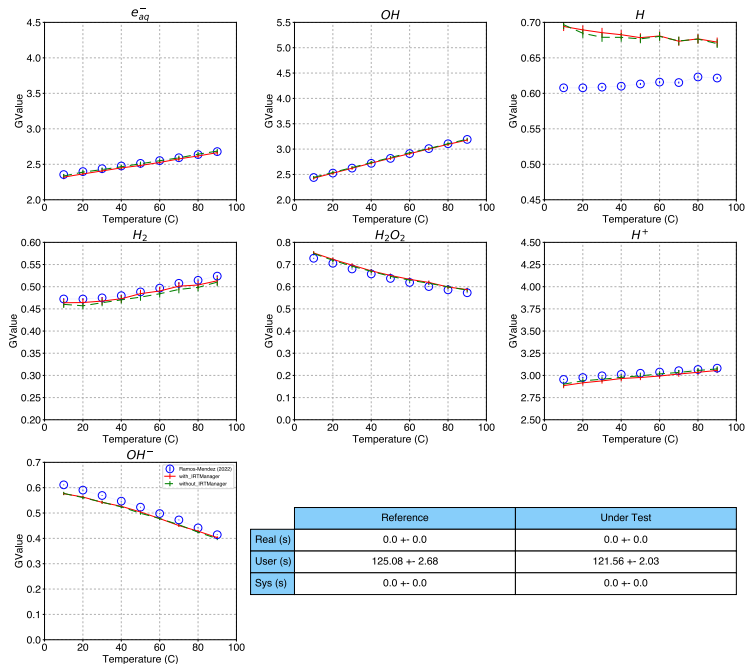 e⁻aq
GValue
4.5
4.0
3.5
3.0
2.5
2.0
0 20 40 60 80 100
Temperature (C)
OH
GValue
5.5
5.0
4.5
4.0
3.5
3.0
2.5
2.0
0 20 40 60 80 100
Temperature (C)
H
GValue
0.70
0.65
0.60
0.55
0.50
0.45
0 20 40 60 80 100
Temperature (C)
H₂
GValue
0.60
0.55
0.50
0.45
0.40
0.35
0.30
0.25
0.20
0 20 40 60 80 100
Temperature (C)
H₂O₂
GValue
0.8
0.7
0.6
0.5
0.4
0.3
0.2
0.1
0.0
0 20 40 60 80 100
Temperature (C)
H⁺
GValue
4.50
4.25
4.00
3.75
3.50
3.25
3.00
2.75
2.50
0 20 40 60 80 100
Temperature (C)
OH⁻
GValue
0.7
0.6
0.5
0.4
0.3
0.2
0.1
0.0
0 20 40 60 80 100
Temperature (C)
Ramos-Mendez (2022)
with_IRTManager
without_IRTManager
Reference Under Test
Real (s) 0.0 +- 0.0 0.0 +- 0.0
User (s) 125.08 +- 2.68 121.56 +- 2.03
Sys (s) 0.0 +- 0.0 0.0 +- 0.0